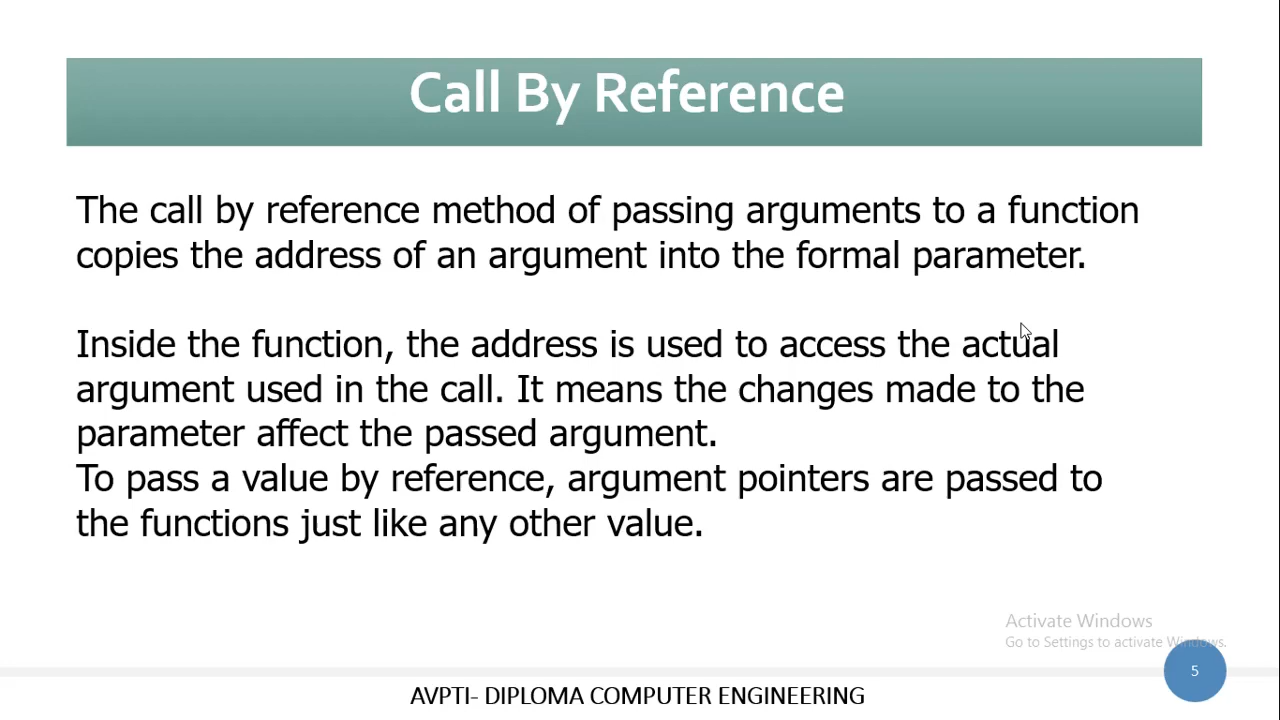 Call By Reference
The call by reference method of passing arguments to a function
copies the address of an argument into the formal parameter.
Inside the function, the address is used to access the actual
argument used in the call. It means the changes made to the
parameter affect the passed argument.
To pass a value by reference, argument pointers are passed to
the functions just like any other value.
Activate Windows
Go to Settings to activate Windows.
5
AVPTI- DIPLOMA COMPUTER ENGINEERING